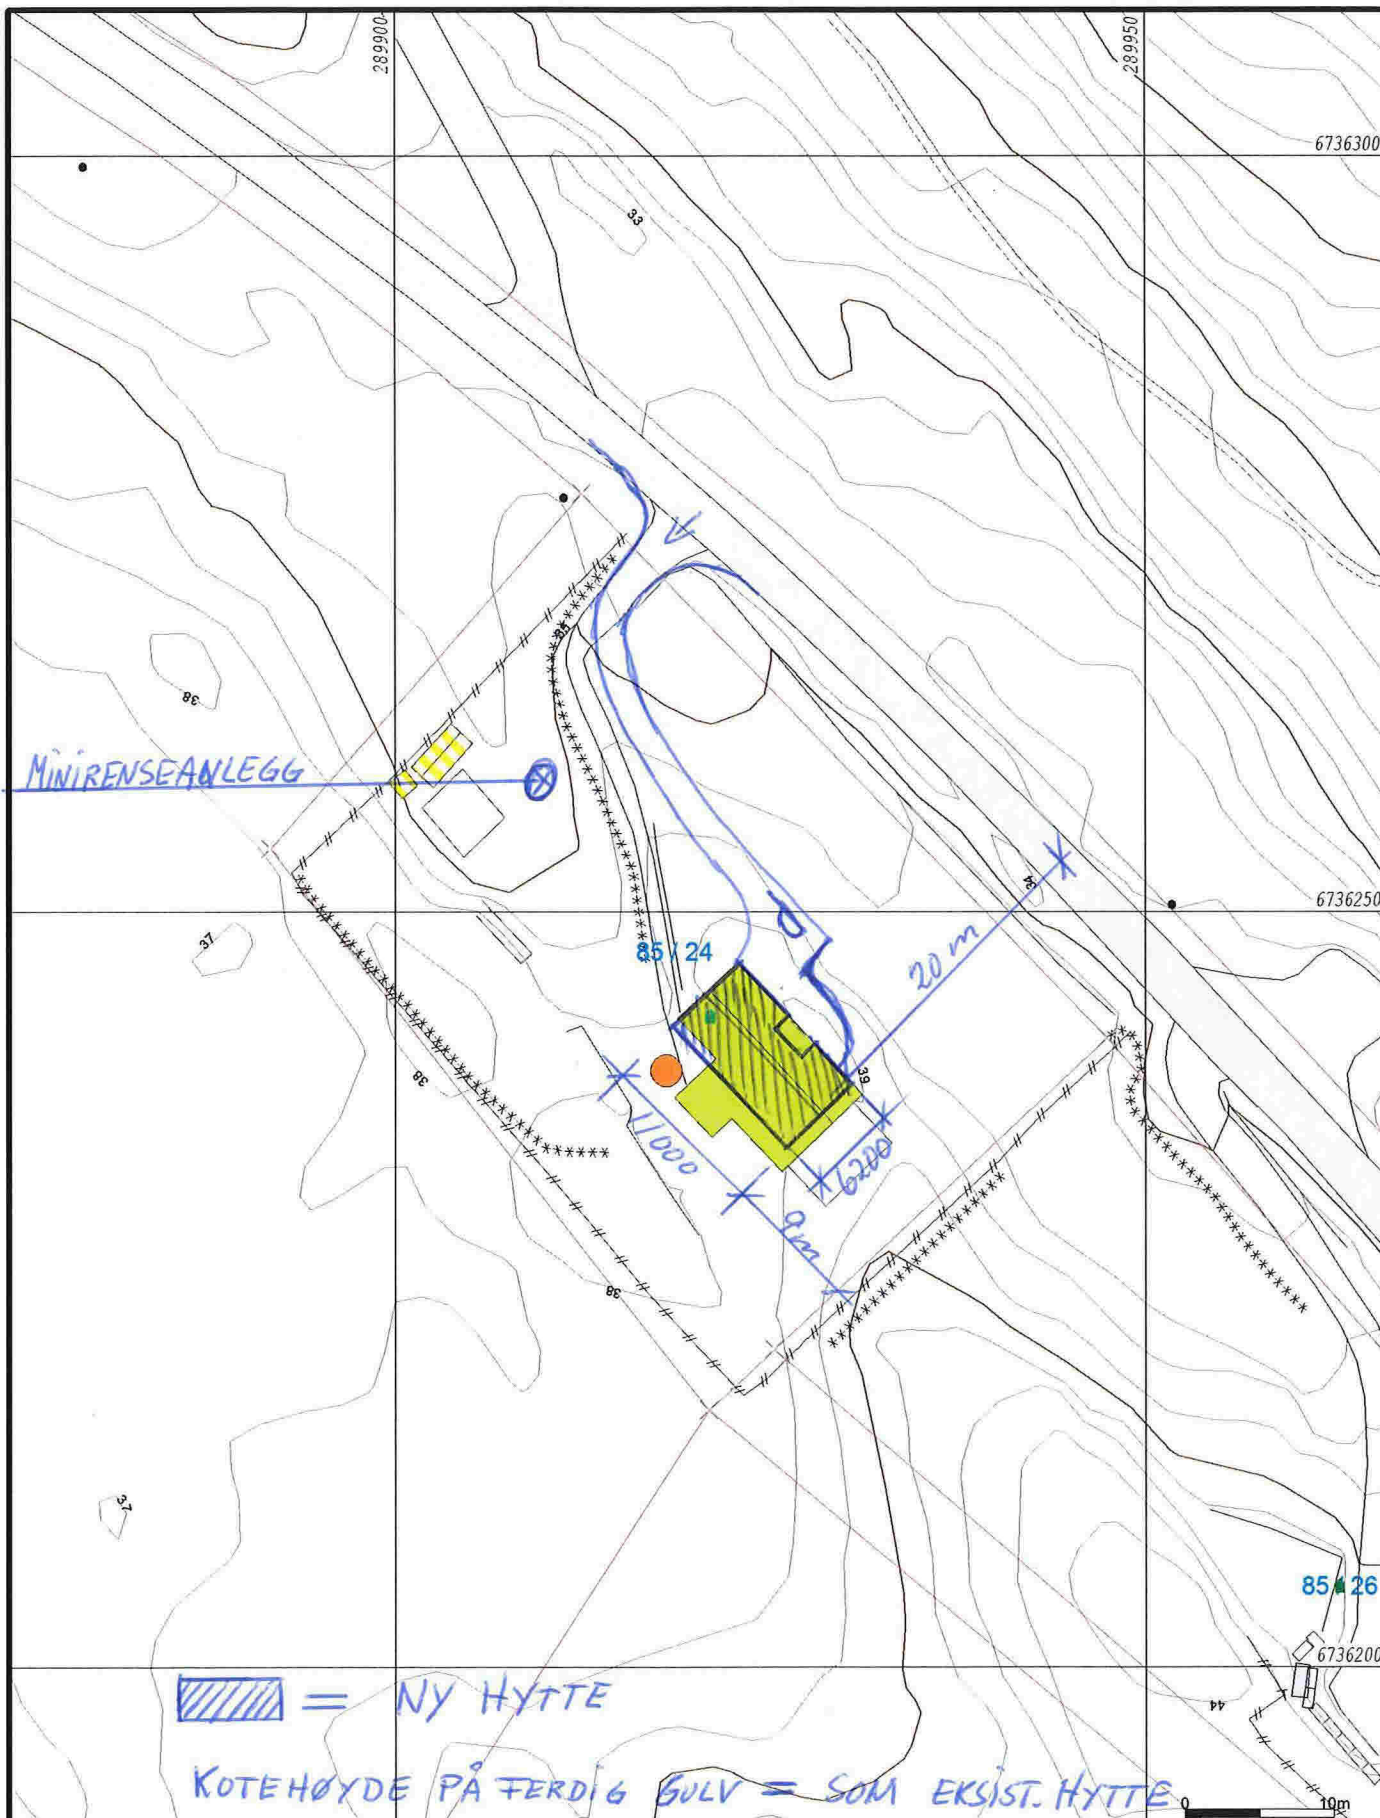 289900
289950
6736300
33
35
38
MINIRENSEANLEGG
34
6736250
37
85 / 24
P
20 m
38
39
11000
6200
9m
38
37
85 / 26
6736200
44
= NY HYTTE
KOTEHØYDE PÅ FERDIG GULV = SOM EKSIST. HYTTE
0 10m